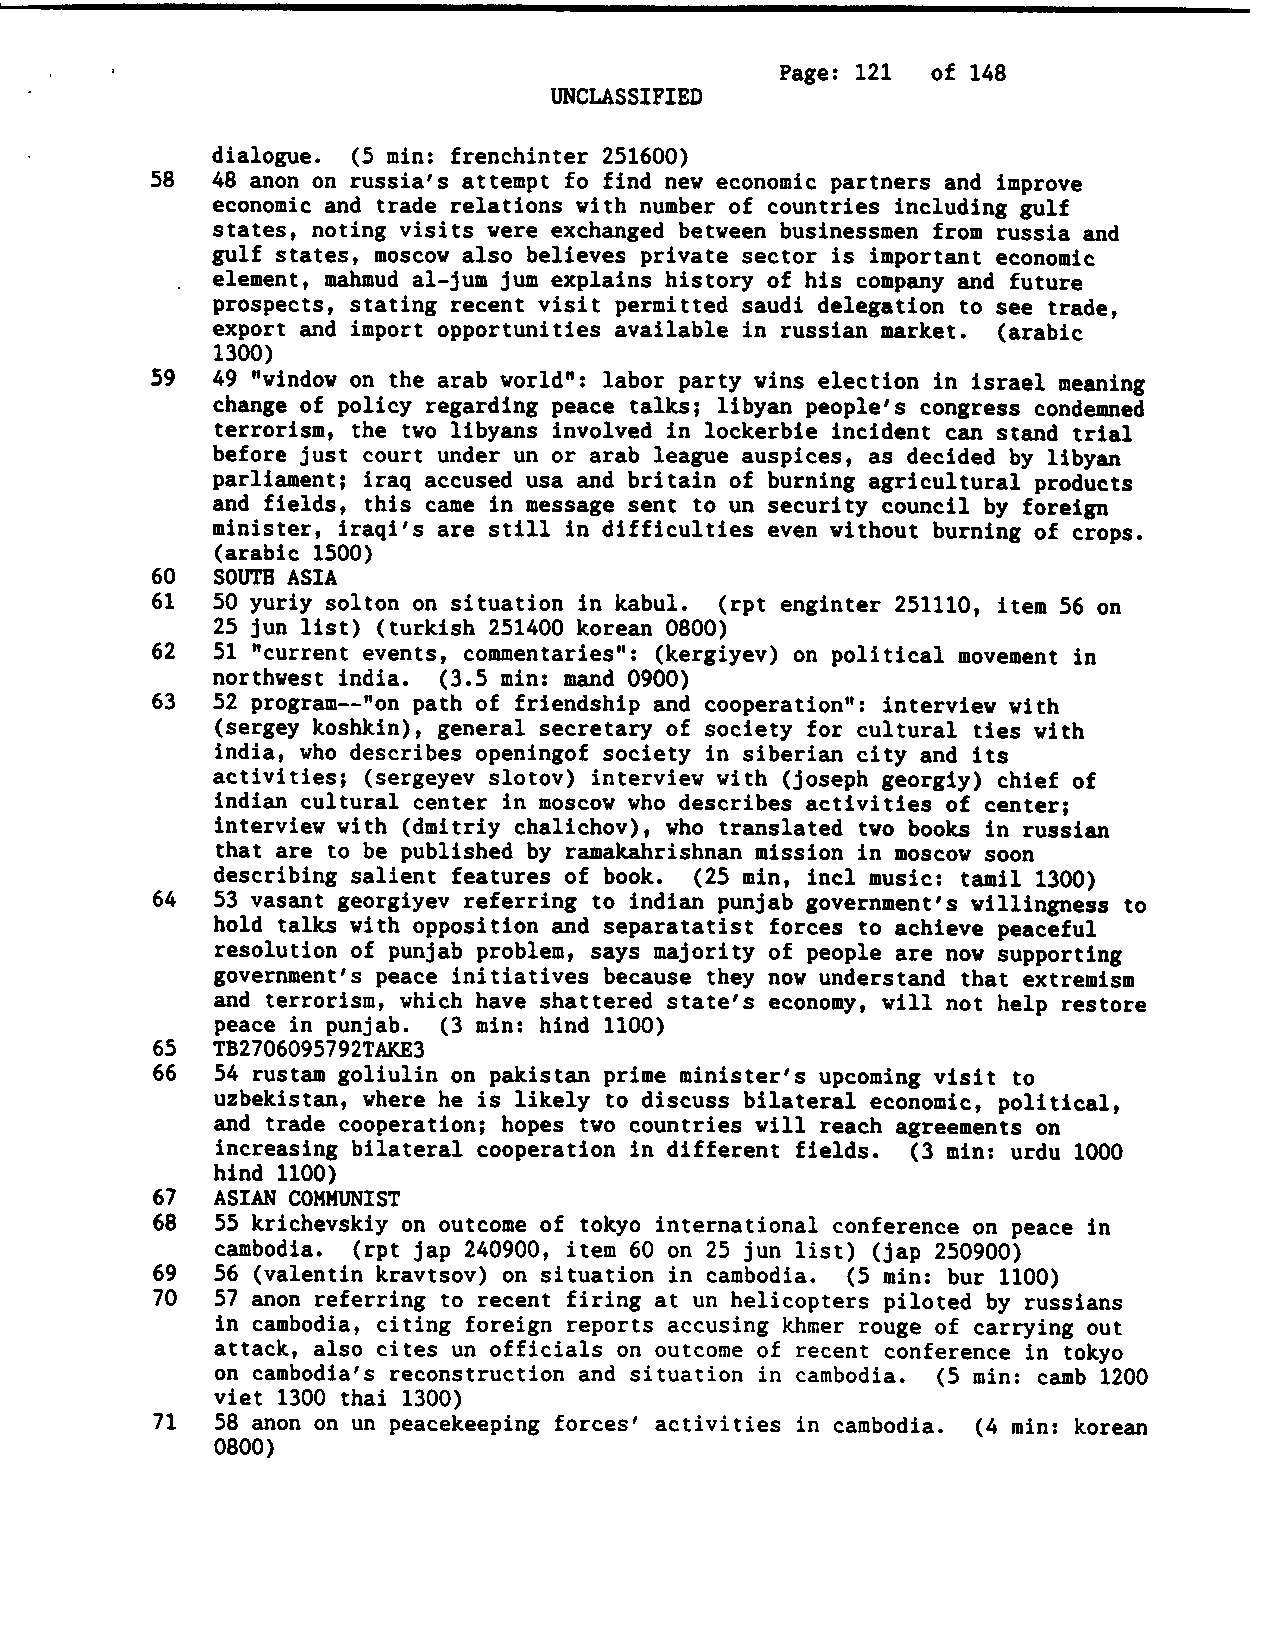 Page: 121 of 148
UNCLASSIFIED
dialogue. (5 min: frenchinter 251600)
58 48 anon on russia's attempt fo find new economic partners and improve
economic and trade relations with number of countries including gulf
states, noting visits were exchanged between businessmen from russia and
gulf states, moscow also believes private sector is important economic
element, mahmud al-jum jum explains history of his company and future
prospects, stating recent visit permitted saudi delegation to see trade,
export and import opportunities available in russian market. (arabic
1300)
59 49 "window on the arab world": labor party wins election in israel meaning
change of policy regarding peace talks; libyan people's congress condemned
terrorism, the two libyans involved in lockerbie incident can stand trial
before just court under un or arab league auspices, as decided by libyan
parliament; iraq accused usa and britain of burning agricultural products
and fields, this came in message sent to un security council by foreign
minister, iraqi's are still in difficulties even without burning of crops.
(arabic 1500)
60 SOUTH ASIA
61 50 yuriy solton on situation in kabul. (rpt enginter 251110, item 56 on
25 jun list) (turkish 251400 korean 0800)
62 51 "current events, commentaries": (kergiyev) on political movement in
northwest india. (3.5 min: mand 0900)
63 52 program--"on path of friendship and cooperation": interview with
(sergey koshkin), general secretary of society for cultural ties with
india, who describes openingof society in siberian city and its
activities; (sergeyev slotov) interview with (joseph georgiy) chief of
indian cultural center in moscow who describes activities of center;
interview with (dmitriy chalichov), who translated two books in russian
that are to be published by ramakahrishnan mission in moscow soon
describing salient features of book. (25 min, incl music: tamil 1300)
64 53 vasant georgiyev referring to indian punjab government's willingness to
hold talks with opposition and separatatist forces to achieve peaceful
resolution of punjab problem, says majority of people are now supporting
government's peace initiatives because they now understand that extremism
and terrorism, which have shattered state's economy, will not help restore
peace in punjab. (3 min: hind 1100)
65 TB2706095792TAKE3
66 54 rustam goliulin on pakistan prime minister's upcoming visit to
uzbekistan, where he is likely to discuss bilateral economic, political,
and trade cooperation; hopes two countries will reach agreements on
increasing bilateral cooperation in different fields. (3 min: urdu 1000
hind 1100)
67 ASIAN COMMUNIST
68 55 krichevskiy on outcome of tokyo international conference on peace in
cambodia. (rpt jap 240900, item 60 on 25 jun list) (jap 250900)
69 56 (valentin kravtsov) on situation in cambodia. (5 min: bur 1100)
70 57 anon referring to recent firing at un helicopters piloted by russians
in cambodia, citing foreign reports accusing khmer rouge of carrying out
attack, also cites un officials on outcome of recent conference in tokyo
on cambodia's reconstruction and situation in cambodia. (5 min: camb 1200
viet 1300 thai 1300)
71 58 anon on un peacekeeping forces' activities in cambodia. (4 min: korean
0800)